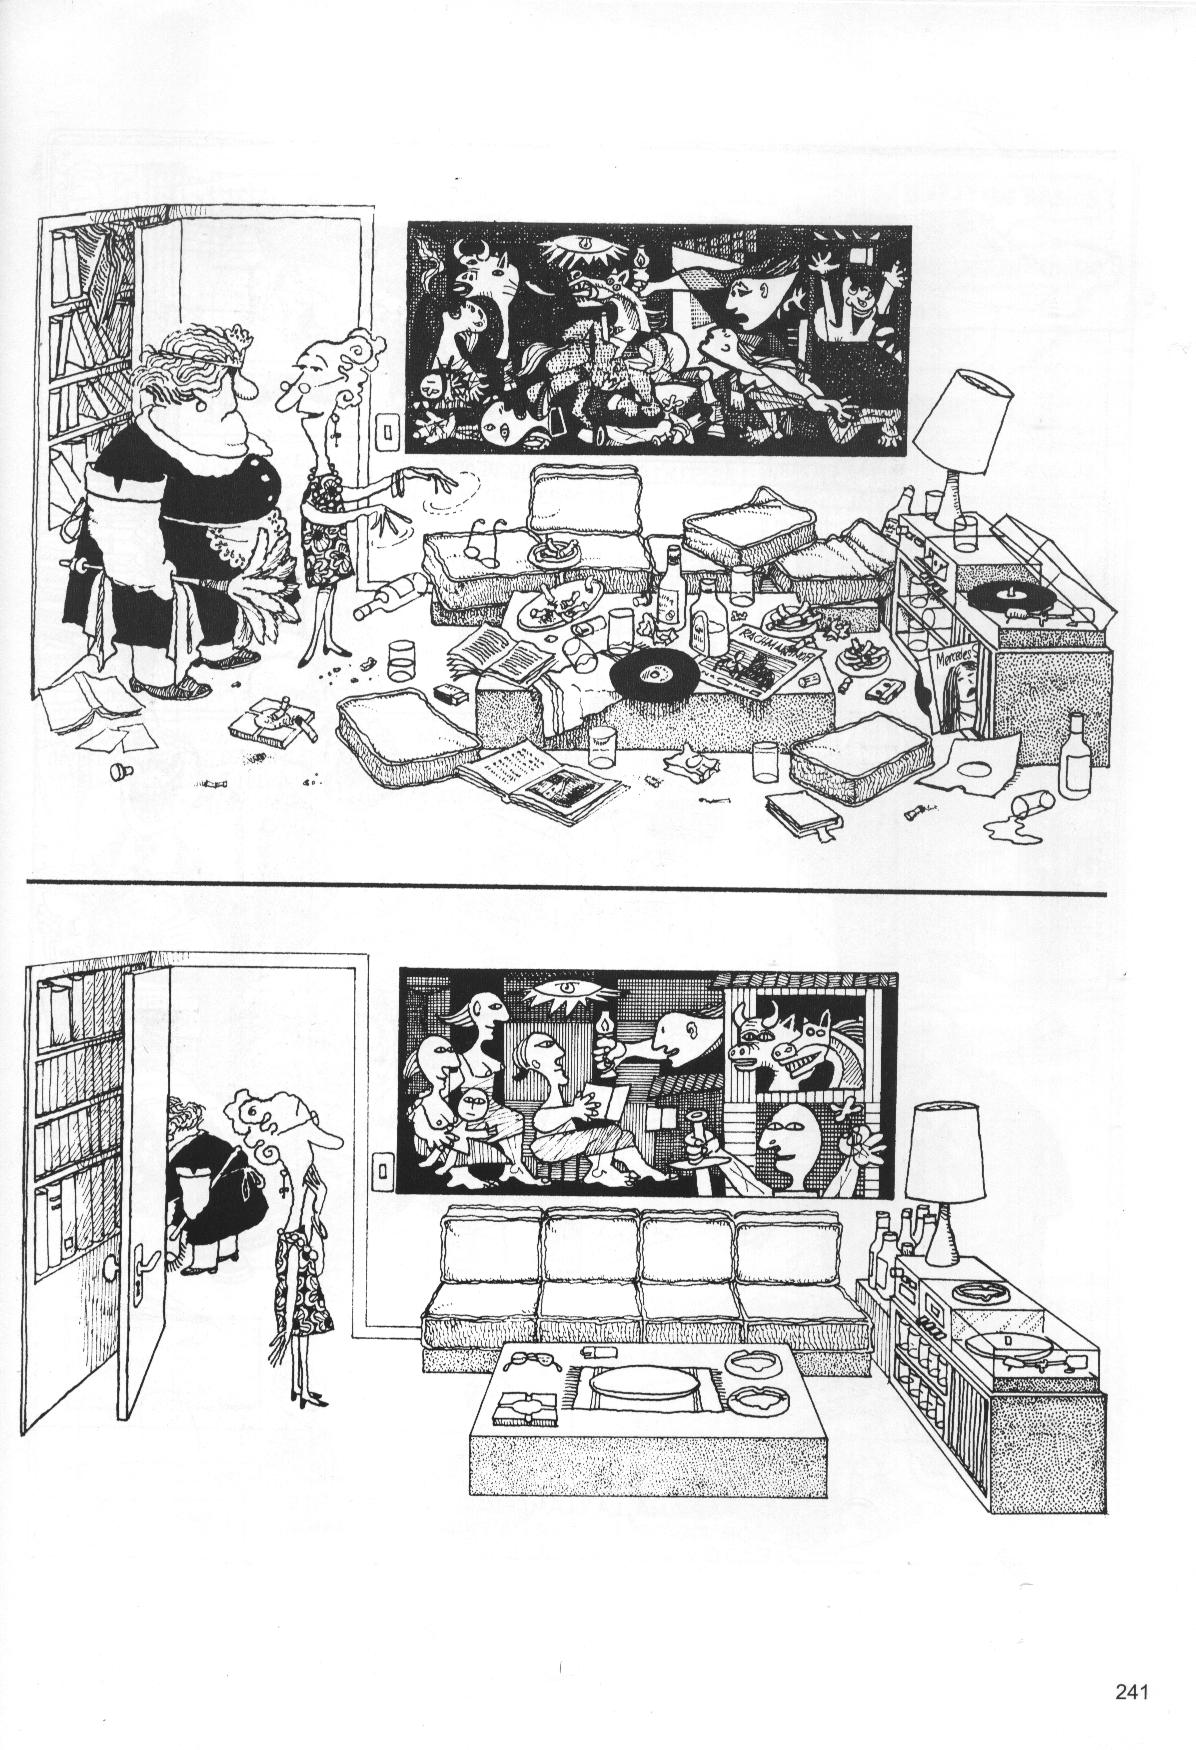 RACHMANINOFF
Mercedes S
241